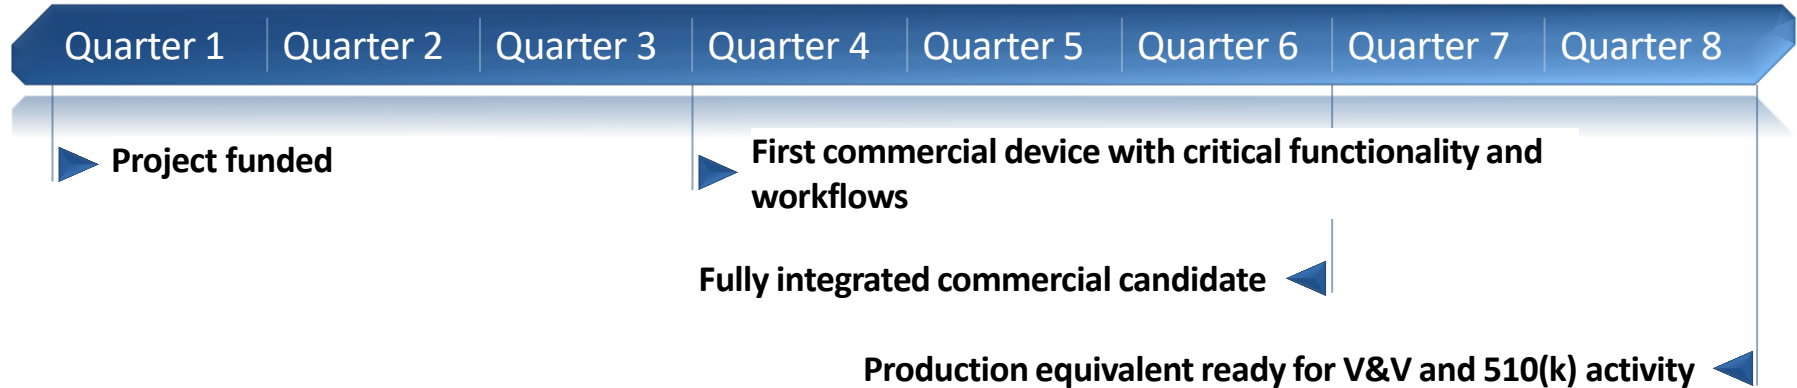 Quarter 1 Quarter 2 Quarter 3 Quarter 4 Quarter 5 Quarter 6 Quarter 7 Quarter 8
Project funded
First commercial device with critical functionality and
workflows
Fully integrated commercial candidate
Production equivalent ready for V&V and 510(k) activity